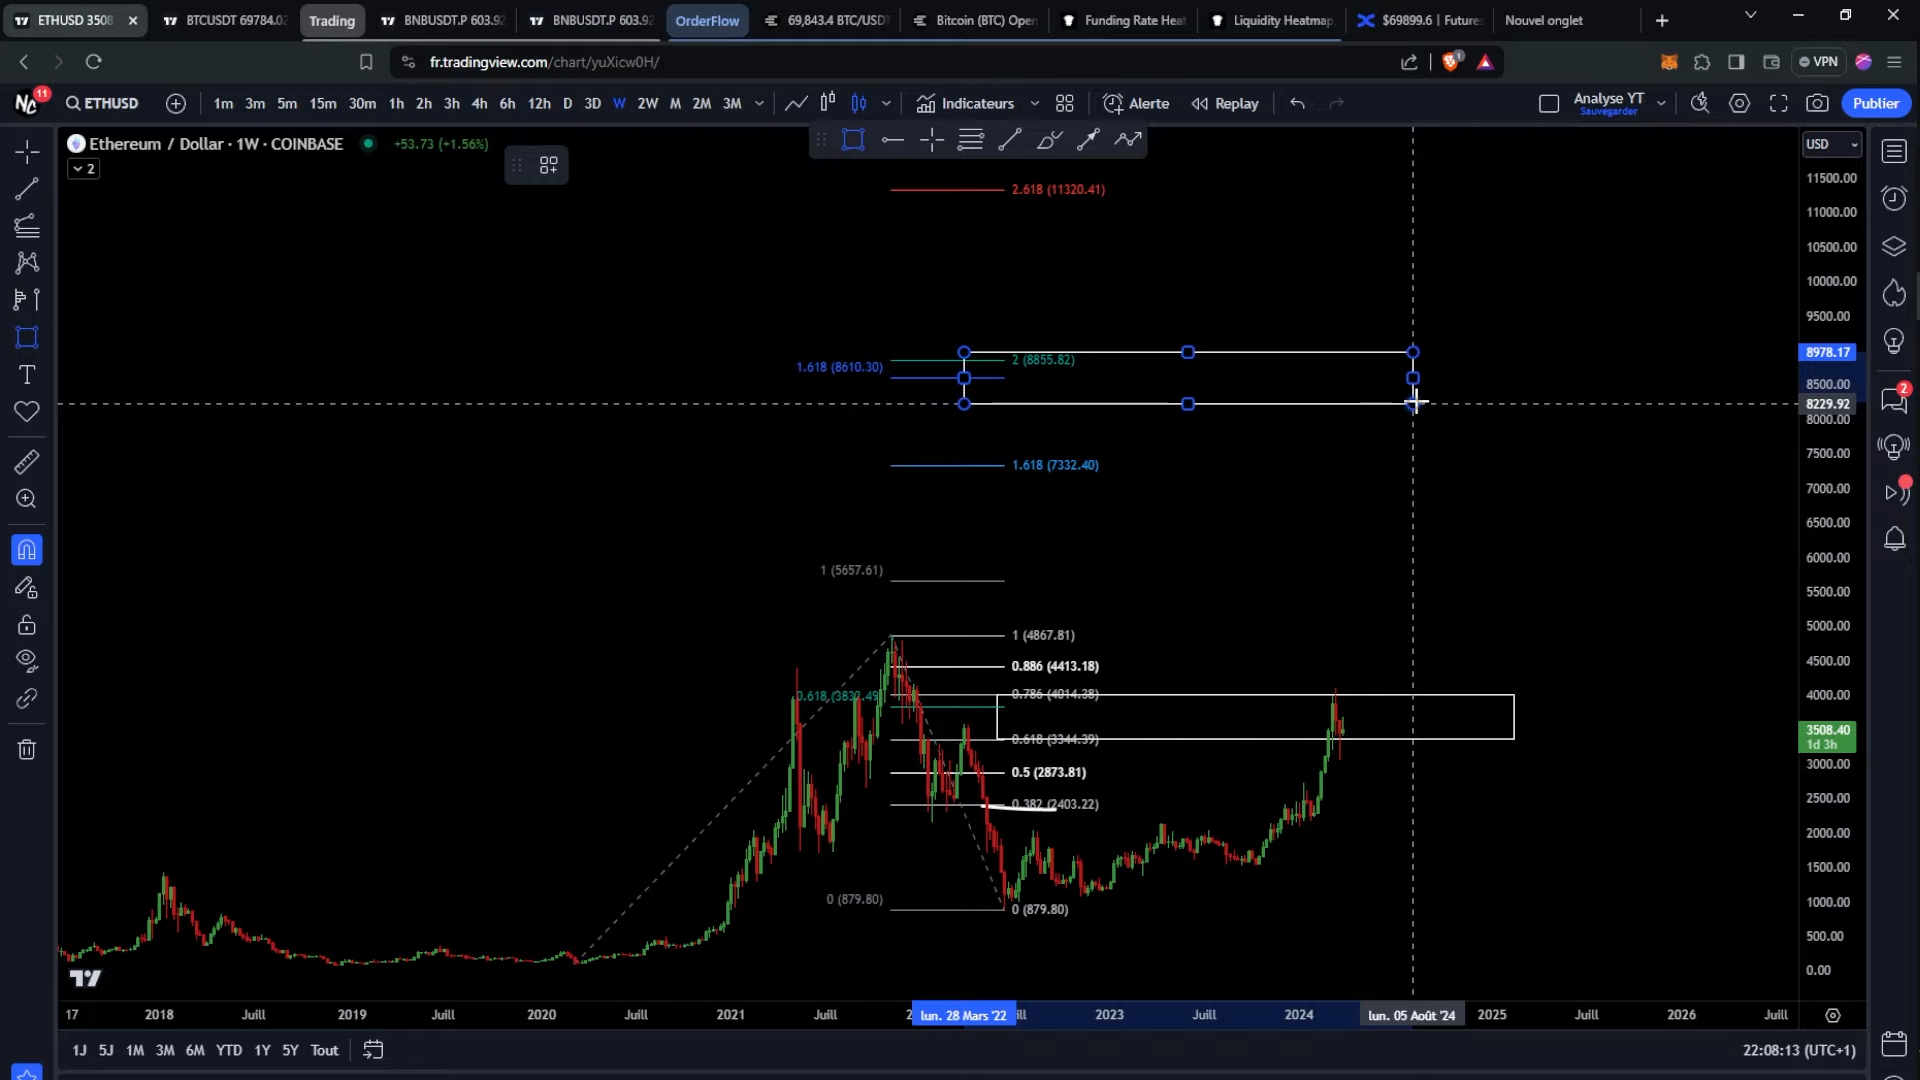 ETHUSD 3508
BTCUSDT 69784.02
Trading
BNBUSDT.P 603.92
BNBUSDT.P 603.92
OrderFlow
69,843.4 BTC/USDT
Bitcoin (BTC) Open
Funding Rate Heat
Liquidity Heatmap
$69899.6 | Future
Nouvel onglet
fr.tradingview.com/chart/yuXicw0H/
1
VPN
11
ETHUSD
1m 3m 5m 15m 30m 1h 2h 3h 4h 6h 12h D 3D W 2W M 2M 3M
Indicateurs
Alerte
Replay
Analyse YT
Sauvegarder
Publier
Ethereum / Dollar · 1W · COINBASE
+53.73 (+1.56%)
2
USD
11500.00
2.618 (11320.41)
11000.00
10500.00
10000.00
9500.00
8978.17
2 (8855.82)
1.618 (8610.30)
8500.00
2
8229.92
8000.00
7500.00
1.618 (7332.40)
7000.00
6500.00
6000.00
1 (5657.61)
5500.00
5000.00
1 (4867.81)
4500.00
0.886 (4413.18)
4000.00
0.786 (4014.38)
0.618 (3832.49)
3508.40
1d 3h
0.618 (3344.39)
3000.00
0.5 (2873.81)
2500.00
0.382 (2403.22)
2000.00
1500.00
1000.00
0 (879.80)
0 (879.80)
500.00
0.00
17 2018 Juill 2019 Juill 2020 Juill 2021 Juill lun. 28 Mars '22 2023 Juill 2024 lun. 05 Août '24 2025 Juill 2026 Juill
1J 5J 1M 3M 6M YTD 1Y 5Y Tout
22:08:13 (UTC+1)